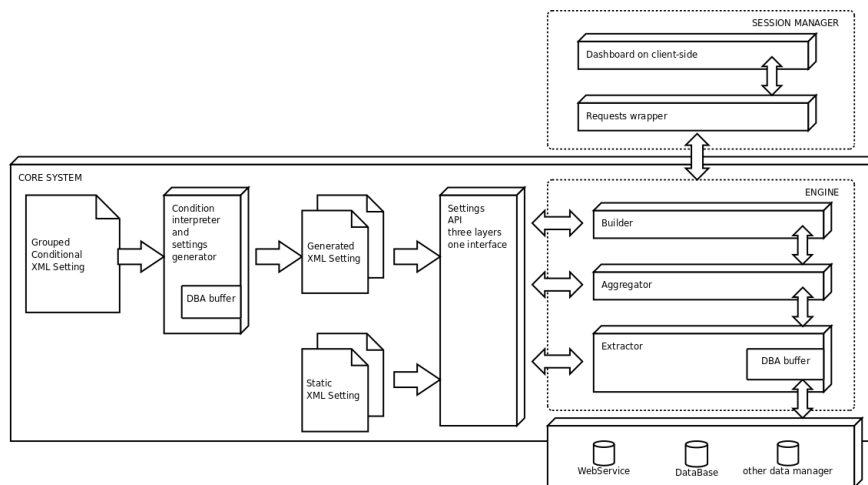 SESSION MANAGER
Dashboard on client-side
Requests wrapper
CORE SYSTEM
Grouped
Conditional
XML Setting
Condition
interpreter
and
settings
generator
DBA buffer
Generated
XML Setting
Static
XML Setting
Settings
API
three layers
one interface
ENGINE
Builder
Aggregator
Extractor
DBA buffer
WebService
DataBase
other data manager